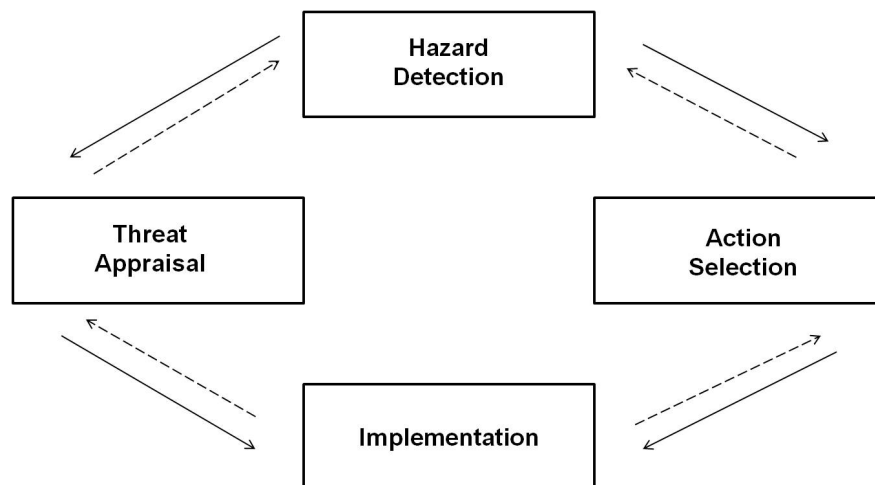 Hazard
Detection
Threat
Appraisal
Action
Selection
Implementation